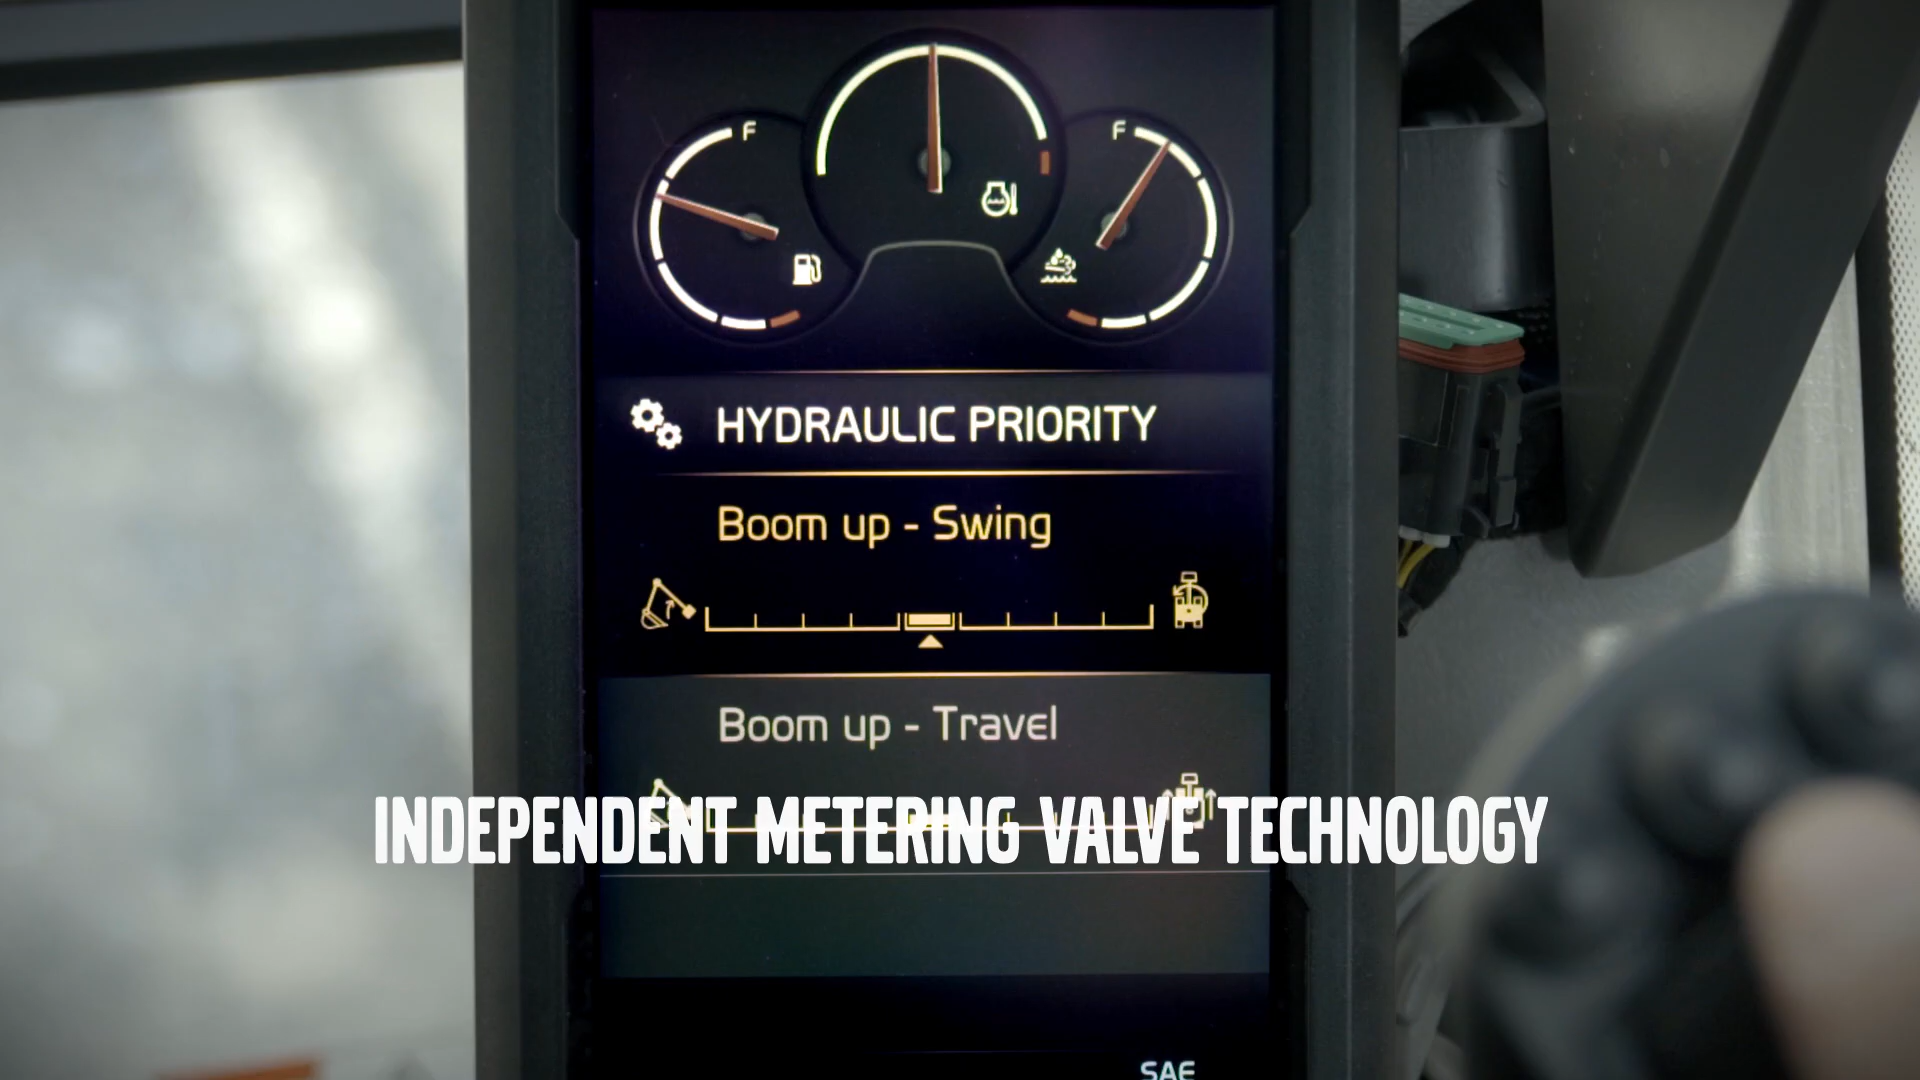 F
F
HYDRAULIC PRIORITY
Boom up - Swing
Boom up - Travel
INDEPENDENT METERING VALVE TECHNOLOGY
SAE